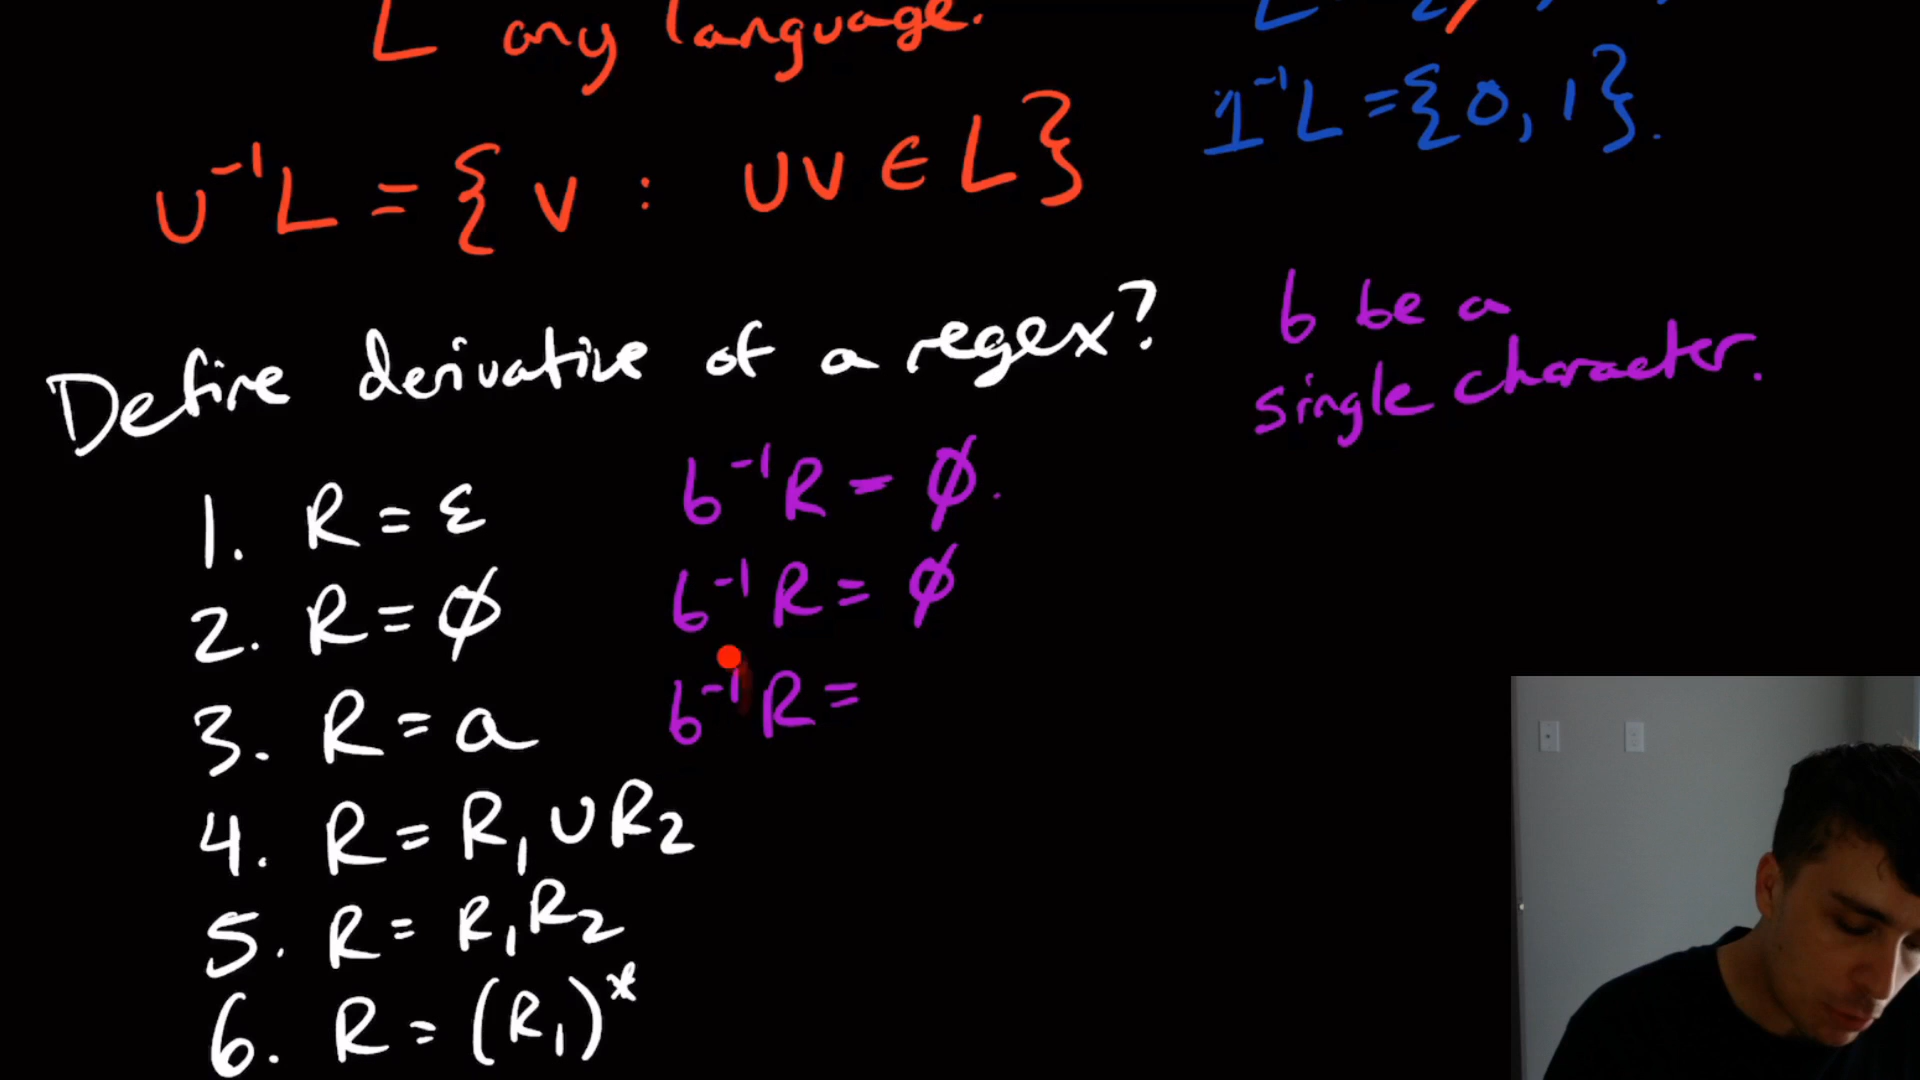 L any language.
1⁻¹L = {0, 1}.
U⁻¹L = { V : UV ∈ L }
Define derivative of a regex?
b be a
single character.
1. R = ε   b⁻¹R = ∅.
2. R = ∅   b⁻¹R = ∅
3. R = a   b⁻¹R =
4. R = R₁ ∪ R₂
5. R = R₁R₂
6. R = (R₁)*